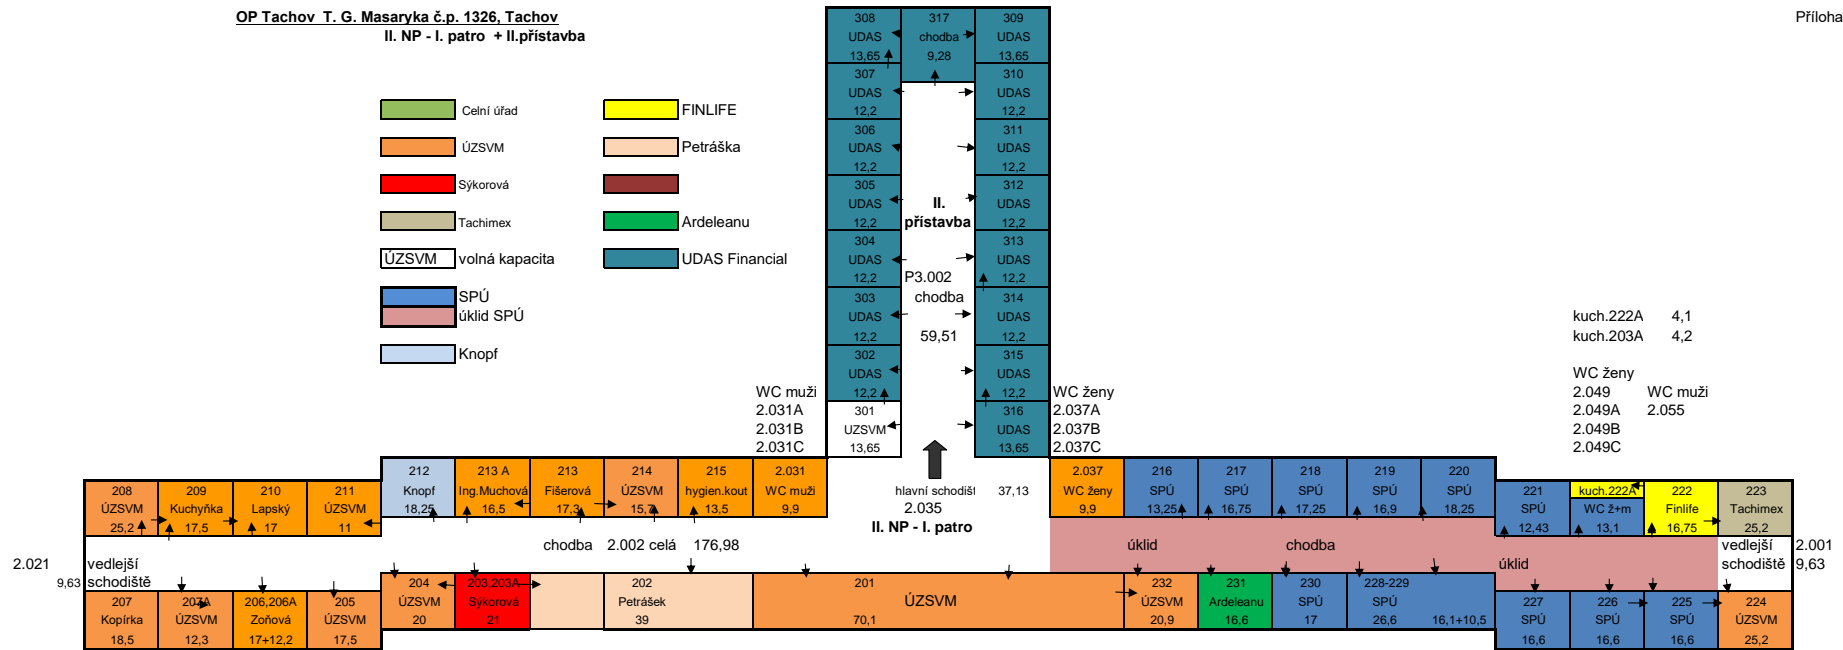 OP Tachov T. G. Masaryka č.p. 1326, Tachov
II. NP - I. patro + II.přístavba
Příloha
Celní úřad
FINLIFE
ÚZSVM
Petráška
Sýkorová
Tachimex
Ardeleanu
ÚZSVM volná kapacita
UDAS Financial
SPÚ
úklid SPÚ
Knopf
308
UDAS
13,65
317
chodba
9,28
309
UDAS
13,65
307
UDAS
12,2
310
UDAS
12,2
306
UDAS
12,2
311
UDAS
12,2
305
UDAS
12,2
II.
přístavba
312
UDAS
12,2
304
UDAS
12,2
313
UDAS
12,2
P3.002
chodba
59,51
303
UDAS
12,2
314
UDAS
12,2
302
UDAS
12,2
315
UDAS
12,2
301
UZSVM
13,65
316
UDAS
13,65
WC muži
2.031A
2.031B
2.031C
WC ženy
2.037A
2.037B
2.037C
kuch.222A 4,1
kuch.203A 4,2
WC ženy
2.049 WC muži
2.049A 2.055
2.049B
2.049C
208
ÚZSVM
25,2
209
Kuchyňka
17,5
210
Lapský
17
211
ÚZSVM
11
212
Knopf
18,25
213 A
Ing.Muchová
16,5
213
Fišerová
17,3
214
ÚZSVM
15,7
215
hygien.kout
13,5
2.031
WC muži
9,9
hlavní schodišt 37,13
2.035
II. NP - I. patro
2.037
WC ženy
9,9
216
SPÚ
13,25
217
SPÚ
16,75
218
SPÚ
17,25
219
SPÚ
16,9
220
SPÚ
18,25
221
SPÚ
12,43
kuch.222A
WC ž+m
13,1
222
Finlife
16,75
223
Tachimex
25,2
2.021
9,63
vedlejší
schodiště
chodba 2.002 celá 176,98
úklid chodba
úklid
vedlejší 2.001
schodiště 9,63
207
Kopírka
18,5
207A
ÚZSVM
12,3
206,206A
Zoňová
17+12,2
205
ÚZSVM
17,5
204
ÚZSVM
20
203,203A
Sýkorová
21
202
Petrášek
39
201
ÚZSVM
70,1
232
ÚZSVM
20,9
231
Ardeleanu
16,6
230
SPÚ
17
228-229
SPÚ
26,6 16,1+10,5
227
SPÚ
16,6
226
SPÚ
16,6
225
SPÚ
16,6
224
ÚZSVM
25,2